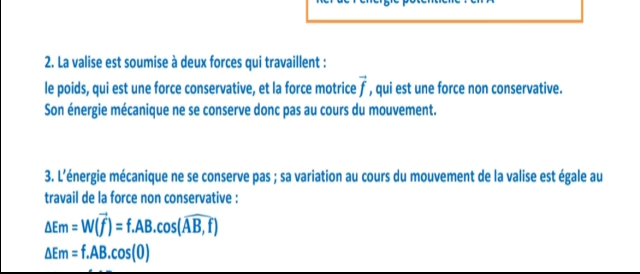 2. La valise est soumise à deux forces qui travaillent :
le poids, qui est une force conservative, et la force motrice f⃗ , qui est une force non conservative.
Son énergie mécanique ne se conserve donc pas au cours du mouvement.
3. L’énergie mécanique ne se conserve pas ; sa variation au cours du mouvement de la valise est égale au
travail de la force non conservative :
ΔEm = W(f⃗) = f.AB.cos(AB, f)
ΔEm = f.AB.cos(0)